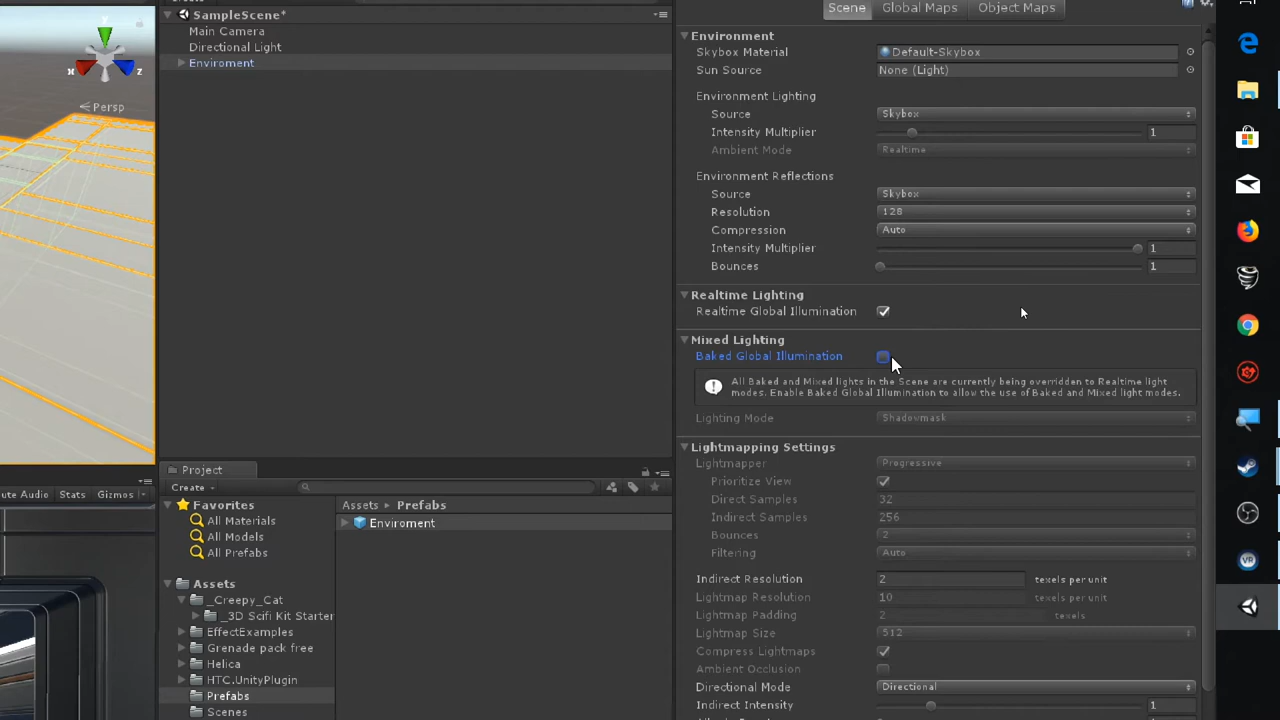 SampleScene*
Main Camera
Directional Light
Enviroment
x
z
Persp
ute Audio Stats Gizmos
Project
Create
Favorites
All Materials
All Models
All Prefabs
Assets
_Creepy_Cat
_3D Scifi Kit Starter
EffectExamples
Grenade pack free
Helica
HTC.UnityPlugin
Prefabs
Scenes
Assets Prefabs
Enviroment
Scene Global Maps Object Maps
Environment
Skybox Material Default-Skybox
Sun Source None (Light)
Environment Lighting
Source Skybox
Intensity Multiplier 1
Ambient Mode Realtime
Environment Reflections
Source Skybox
Resolution 128
Compression Auto
Intensity Multiplier 1
Bounces 1
Realtime Lighting
Realtime Global Illumination
Mixed Lighting
Baked Global Illumination
All Baked and Mixed lights in the Scene are currently being overridden to Realtime light
modes. Enable Baked Global Illumination to allow the use of Baked and Mixed light modes.
Lighting Mode Shadowmask
Lightmapping Settings
Lightmapper Progressive
Prioritize View
Direct Samples 32
Indirect Samples 256
Bounces 2
Filtering Auto
Indirect Resolution 2 texels per unit
Lightmap Resolution 10 texels per unit
Lightmap Padding 2 texels
Lightmap Size 512
Compress Lightmaps
Ambient Occlusion
Directional Mode Directional
Indirect Intensity 1